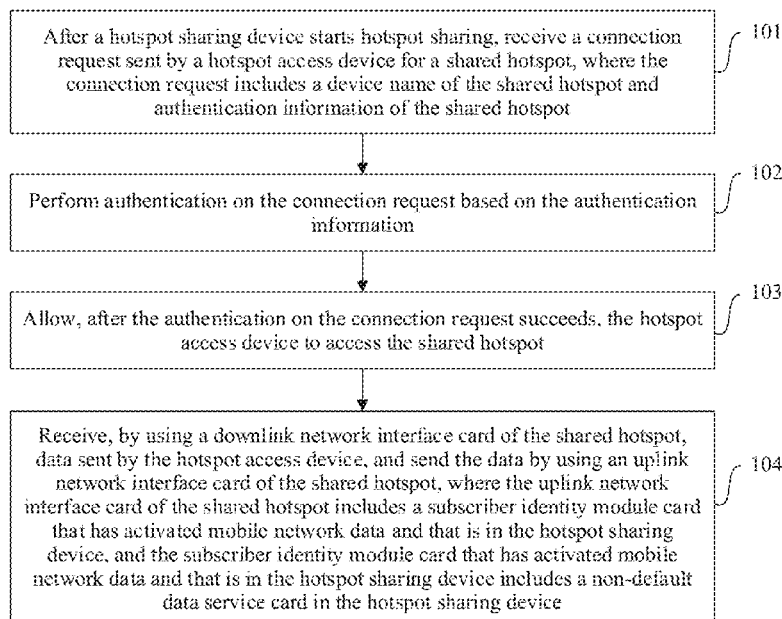 After a hotspot sharing device starts hotspot sharing, receive a connection
request sent by a hotspot access device for a shared hotspot, where the
connection request includes a device name of the shared hotspot and
authentication information of the shared hotspot
101
Perform authentication on the connection request based on the authentication
information
102
Allow, after the authentication on the connection request succeeds, the hotspot
access device to access the shared hotspot
103
Receive, by using a downlink network interface card of the shared hotspot,
data sent by the hotspot access device, and send the data by using an uplink
network interface card of the shared hotspot, where the uplink network
interface card of the shared hotspot includes a subscriber identity module card
that has activated mobile network data and that is in the hotspot sharing
device, and the subscriber identity module card that has activated mobile
network data and that is in the hotspot sharing device includes a non-default
data service card in the hotspot sharing device
104